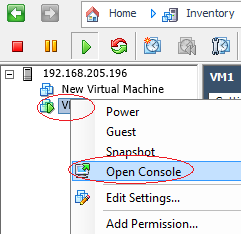 Home Inventory
192.168.205.196
VM1
New Virtual Machine
Power
Guest
Snapshot
Open Console
Edit Settings...
Add Permission...